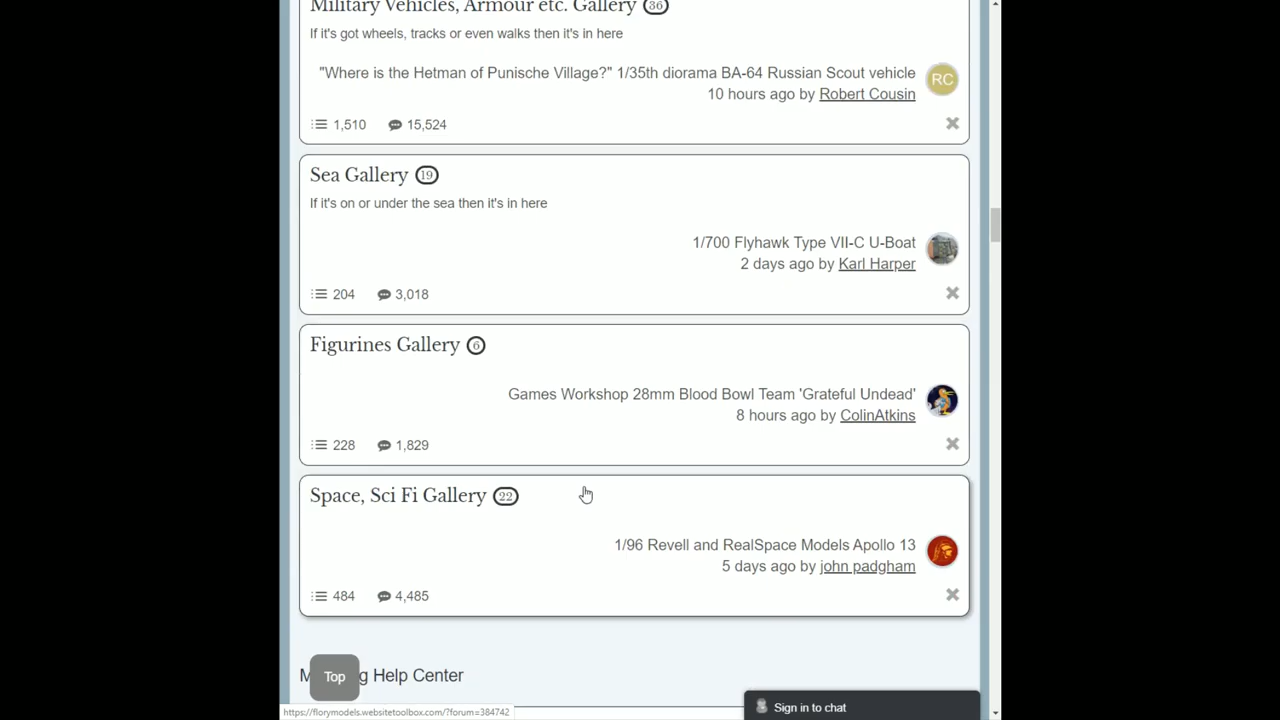 Military Vehicles, Armour etc. Gallery 36
If it's got wheels, tracks or even walks then it's in here
"Where is the Hetman of Punische Village?" 1/35th diorama BA-64 Russian Scout vehicle
RC
10 hours ago by Robert Cousin
1,510 15,524
Sea Gallery 19
If it's on or under the sea then it's in here
1/700 Flyhawk Type VII-C U-Boat
2 days ago by Karl Harper
204 3,018
Figurines Gallery 6
Games Workshop 28mm Blood Bowl Team 'Grateful Undead'
8 hours ago by ColinAtkins
228 1,829
Space, Sci Fi Gallery 22
1/96 Revell and RealSpace Models Apollo 13
5 days ago by john padgham
484 4,485
Help Center
Top
Sign in to chat
https://florymodels.websitetoolbox.com/?forum=384742